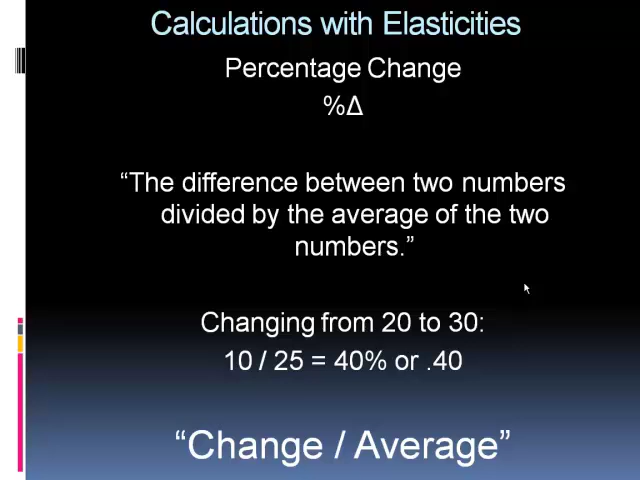 Calculations with Elasticities
Percentage Change
%Δ
“The difference between two numbers
divided by the average of the two
numbers.”
Changing from 20 to 30:
10 / 25 = 40% or .40
“Change / Average”